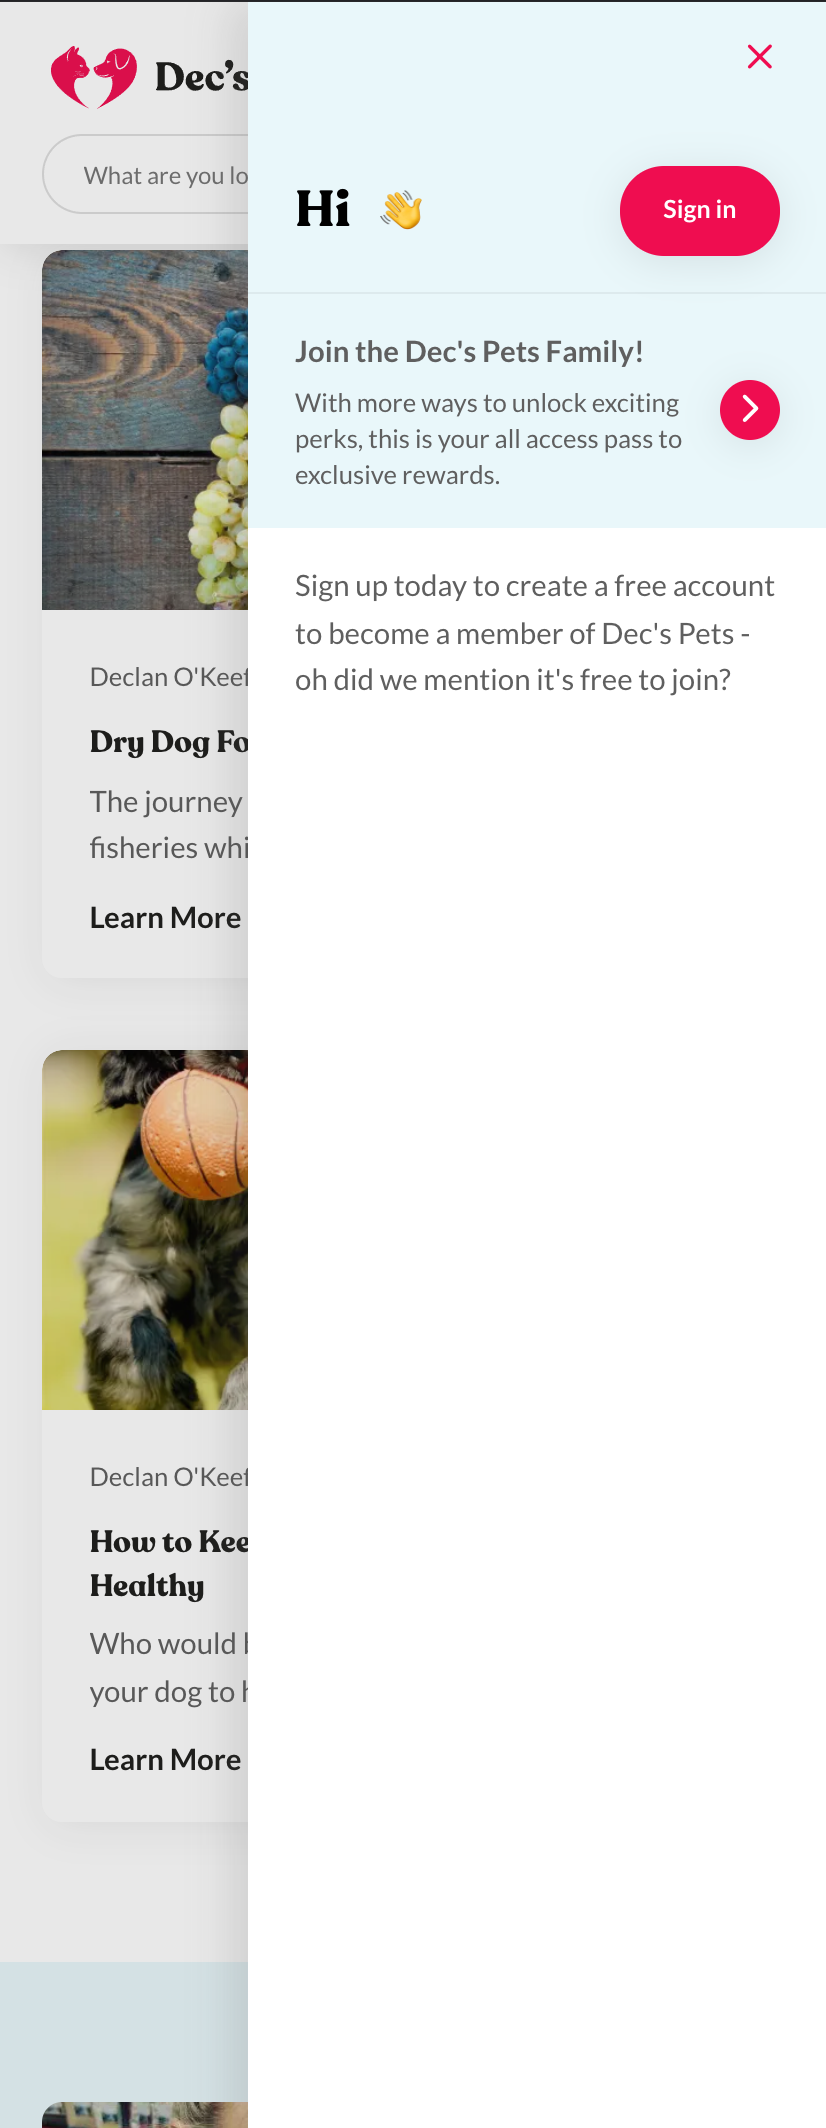 Dec's
What are you lo
Declan O'Keef
Dry Dog Fo
The journey
fisheries whi
Learn More
Declan O'Keef
How to Kee
Healthy
Who would
your dog to
Learn More
Hi 👋
Sign in
Join the Dec's Pets Family!
With more ways to unlock exciting
perks, this is your all access pass to
exclusive rewards.
Sign up today to create a free account
to become a member of Dec's Pets -
oh did we mention it's free to join?